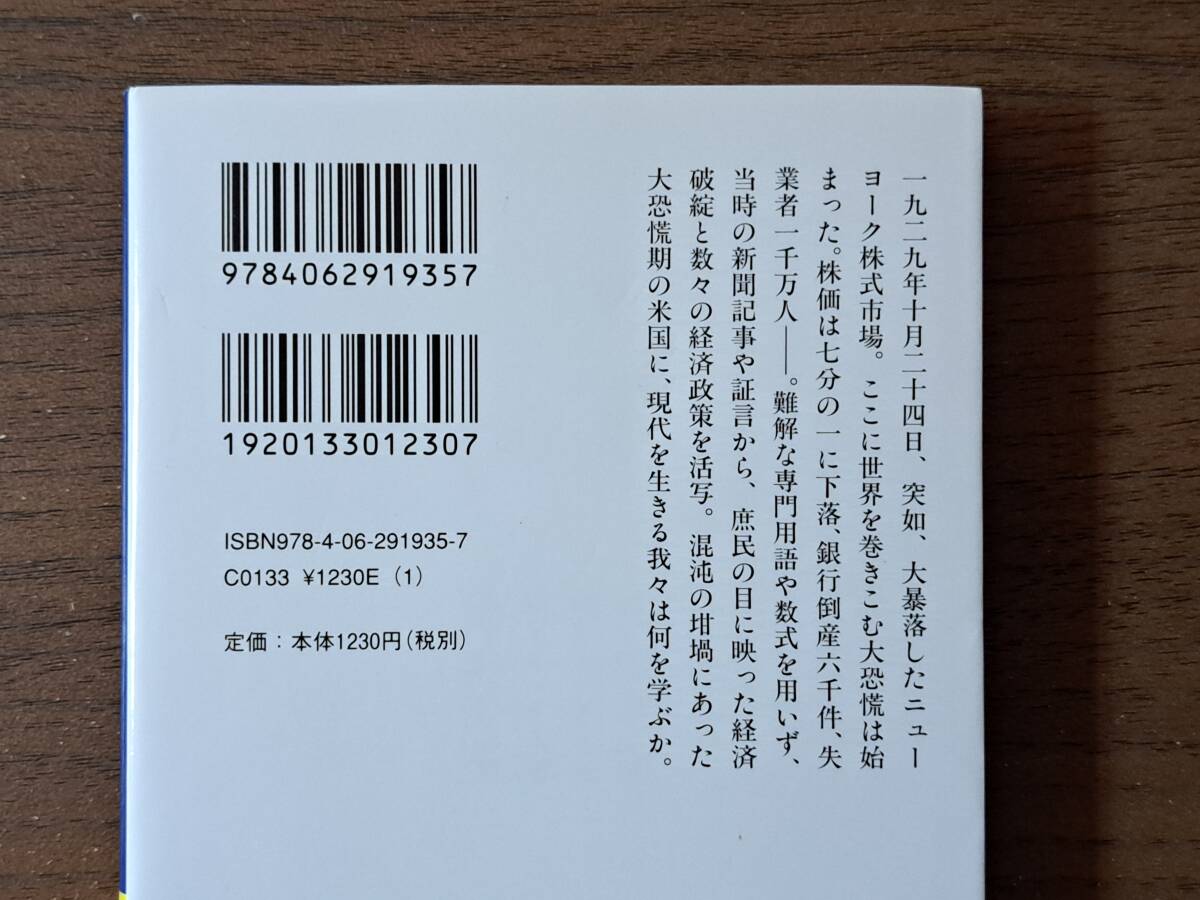 9784062919357
1920133012307
ISBN978-4-06-291935-7
C0133 ¥1230E (1)
定価：本体1230円(税別)
一九二九年十月二十四日、突如、大暴落したニュー
ヨーク株式市場。ここに世界を巻きこむ大恐慌は始
まった。株価は七分の一に下落、銀行倒産六千件、失
業者一千万人――。難解な専門用語や数式を用いず、
当時の新聞記事や証言から、庶民の目に映った経済
破綻と数々の経済政策を活写。混沌の坩堝にあった
大恐慌期の米国に、現代を生きる我々は何を学ぶか。